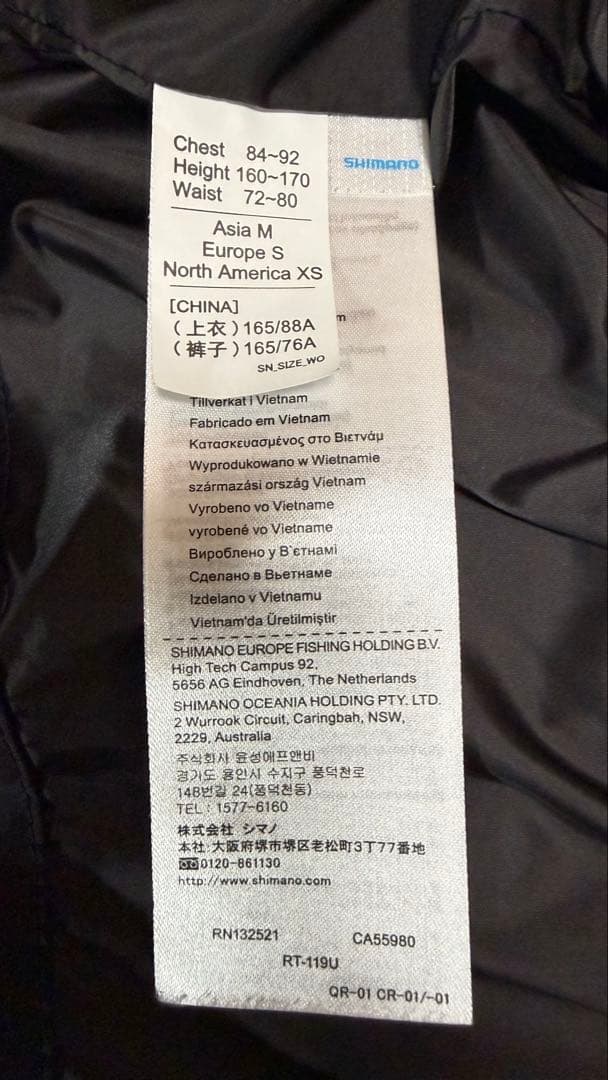 Chest 84~92
Height 160~170
Waist 72~80
Asia M
Europe S
North America XS
[CHINA]
(上衣)165/88A
(裤子)165/76A
SN_SIZE_WO
SHIMANO
Tillverkat i Vietnam
Fabricado em Vietnam
Κατασκευασμένος στο Βιετνάμ
Wyprodukowano w Wietnamie
származási ország Vietnam
Vyrobeno vo Vietname
vyrobené vo Vietname
Вироблено у В`єтнамі
Сделано в Вьетнаме
Izdelano v Vietnamu
Vietnam'da Üretilmiştir
SHIMANO EUROPE FISHING HOLDING B.V.
High Tech Campus 92,
5656 AG Eindhoven, The Netherlands
SHIMANO OCEANIA HOLDING PTY. LTD.
2 Wurrook Circuit, Caringbah, NSW,
2229, Australia
주식회사 윤성에프앤비
경기도 용인시 수지구 풍덕천로
148번길 24(풍덕천동)
TEL : 1577-6160
株式会社 シマノ
本社:大阪府堺市堺区老松町3丁77番地
0120-861130
http://www.shimano.com
RN132521 CA55980
RT-119U
QR-01 CR-01/-01